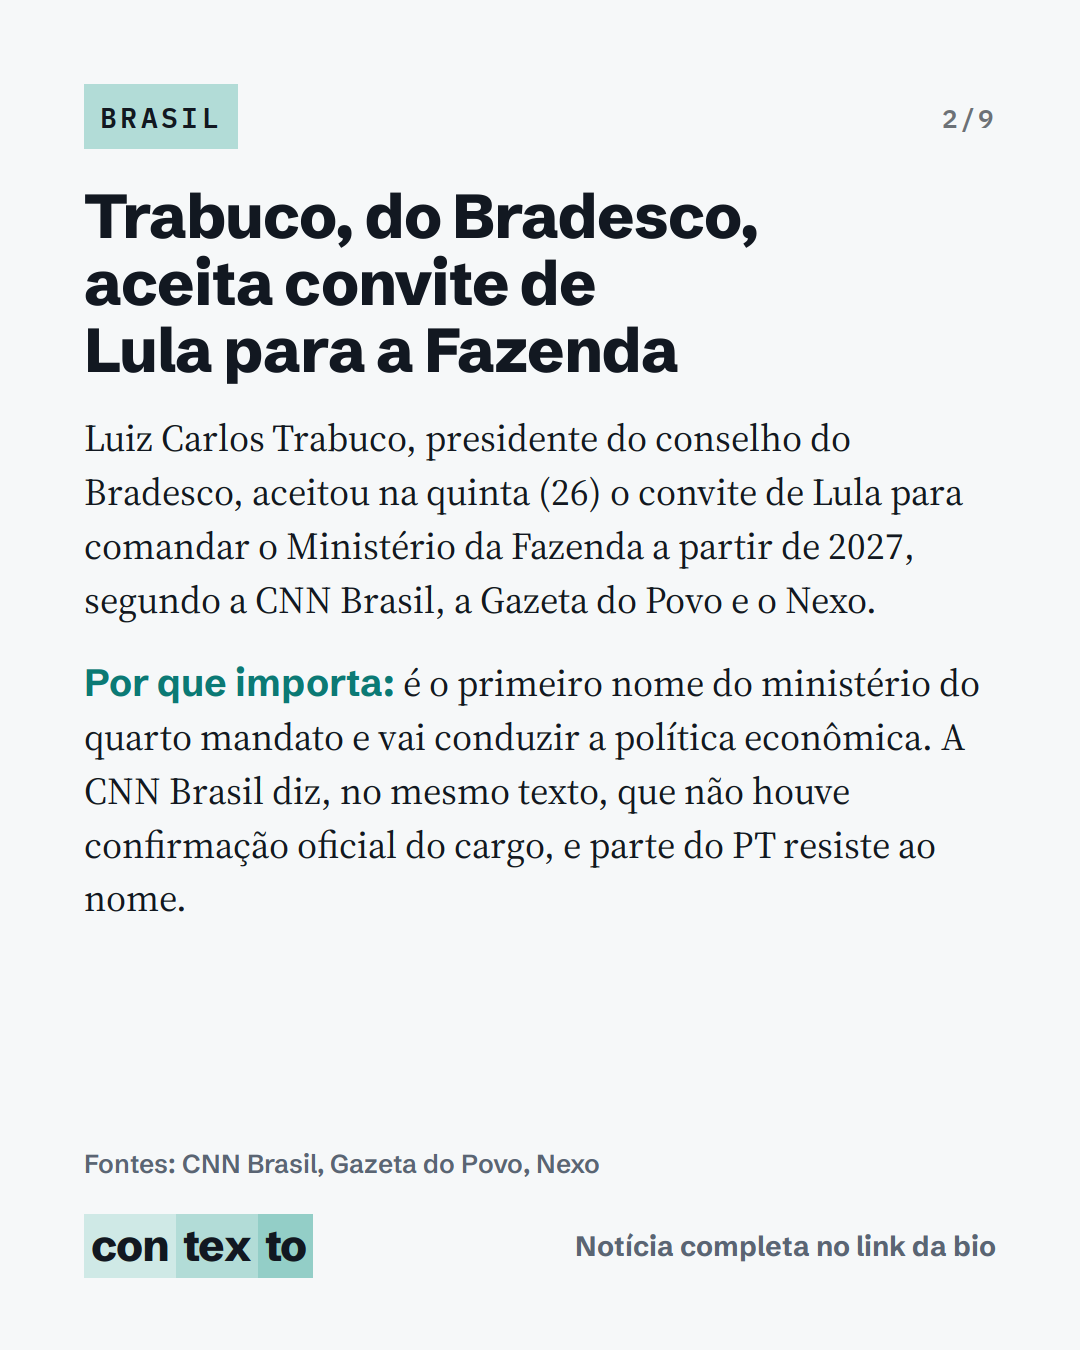 BRASIL
2/9
Trabuco, do Bradesco,
aceita convite de
Lula para a Fazenda
Luiz Carlos Trabuco, presidente do conselho do
Bradesco, aceitou na quinta (26) o convite de Lula para
comandar o Ministério da Fazenda a partir de 2027,
segundo a CNN Brasil, a Gazeta do Povo e o Nexo.
Por que importa: é o primeiro nome do ministério do
quarto mandato e vai conduzir a política econômica. A
CNN Brasil diz, no mesmo texto, que não houve
confirmação oficial do cargo, e parte do PT resiste ao
nome.
Fontes: CNN Brasil, Gazeta do Povo, Nexo
contexto
Notícia completa no link da bio